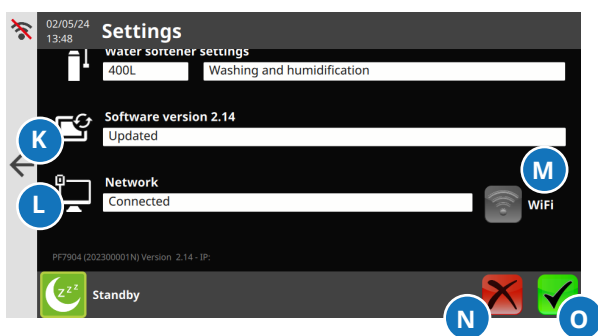 02/05/24
13:48
Settings
Water softener settings
400L
Washing and humidification
Software version 2.14
K
Updated
M
Network
L
Connected
WiFi
PF7904 (202300001N) Version 2.14 - IP:
zzz
Standby
N
O